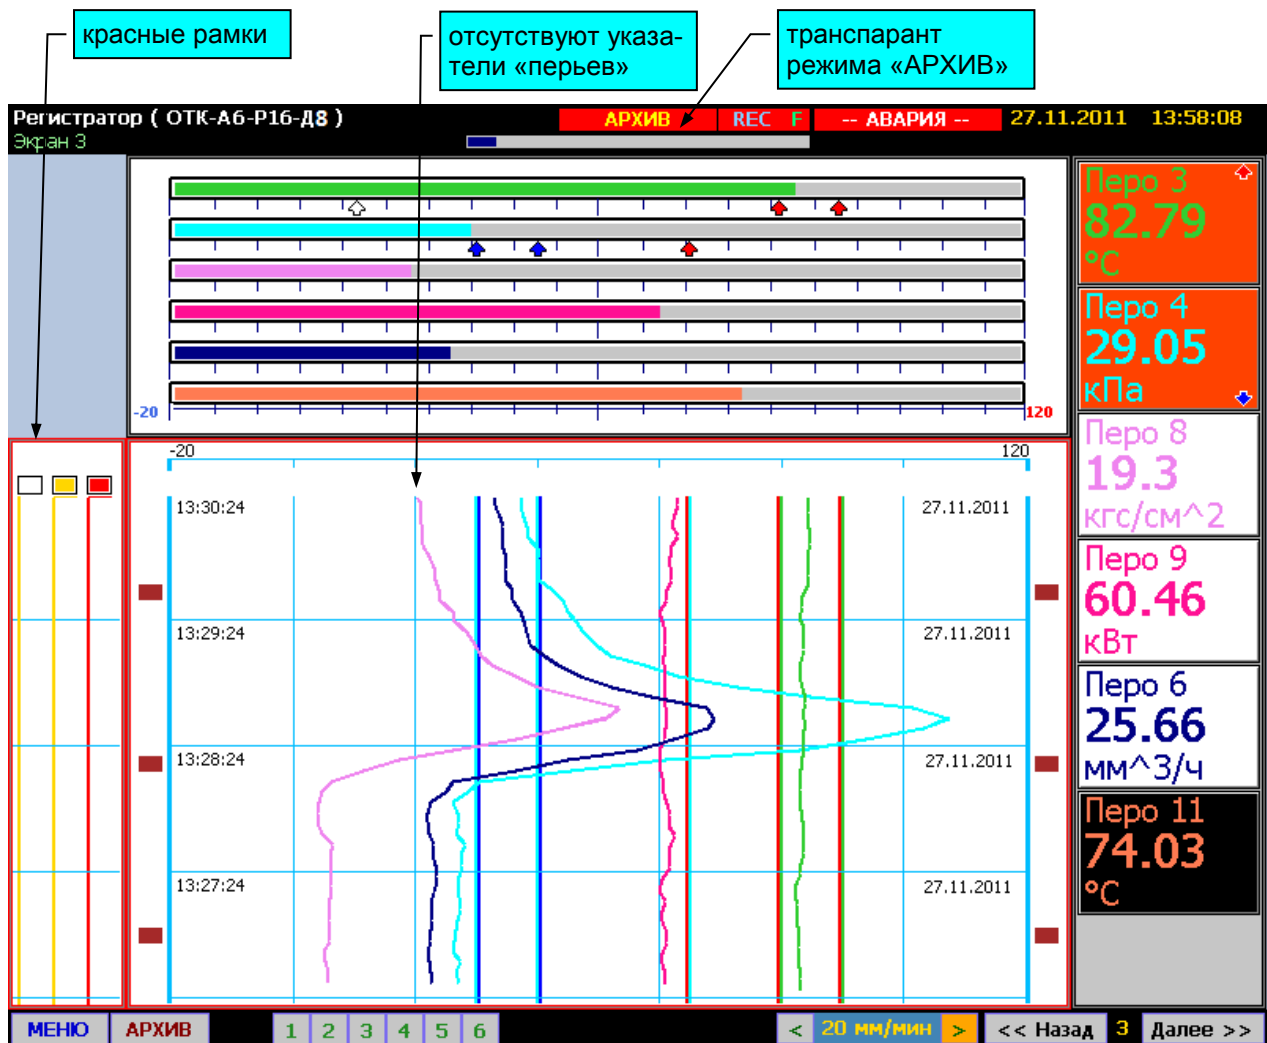 красные рамки
отсутствуют указа-
тели «перьев»
транспарант
режима «АРХИВ»
Регистратор ( ОТК-А6-Р16-Д8 )
АРХИВ
REC F
-- АВАРИЯ --
27.11.2011 13:58:08
Экран 3
-20
120
Перо 3
82.79
°C
Перо 4
29.05
кПа
Перо 8
19.3
кгс/см^2
Перо 9
60.46
кВт
Перо 6
25.66
мм^3/ч
Перо 11
74.03
°C
-20
120
13:30:24
27.11.2011
13:29:24
27.11.2011
13:28:24
27.11.2011
13:27:24
27.11.2011
МЕНЮ
АРХИВ
1 2 3 4 5 6
< 20 мм/мин >
<< Назад 3 Далее >>